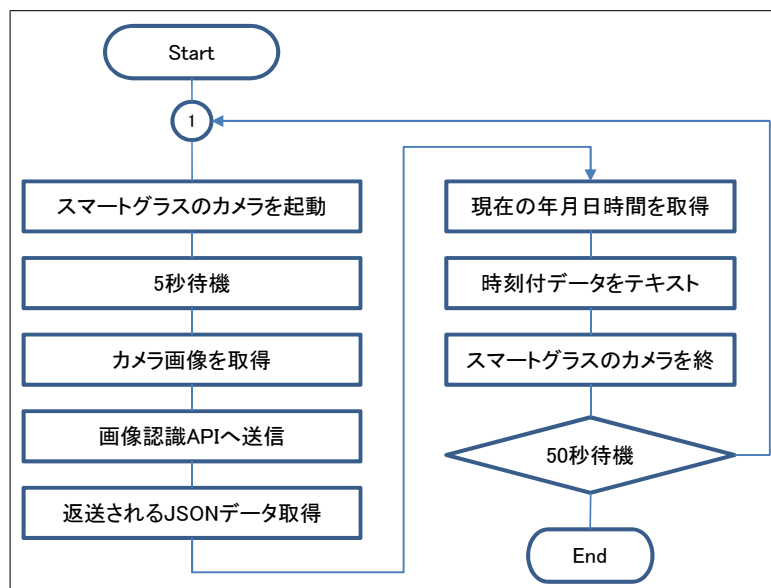 Start
1
スマートグラスのカメラを起動
5秒待機
カメラ画像を取得
画像認識APIへ送信
返送されるJSONデータ取得
現在の年月日時間を取得
時刻付データをテキスト
スマートグラスのカメラを終
50秒待機
End